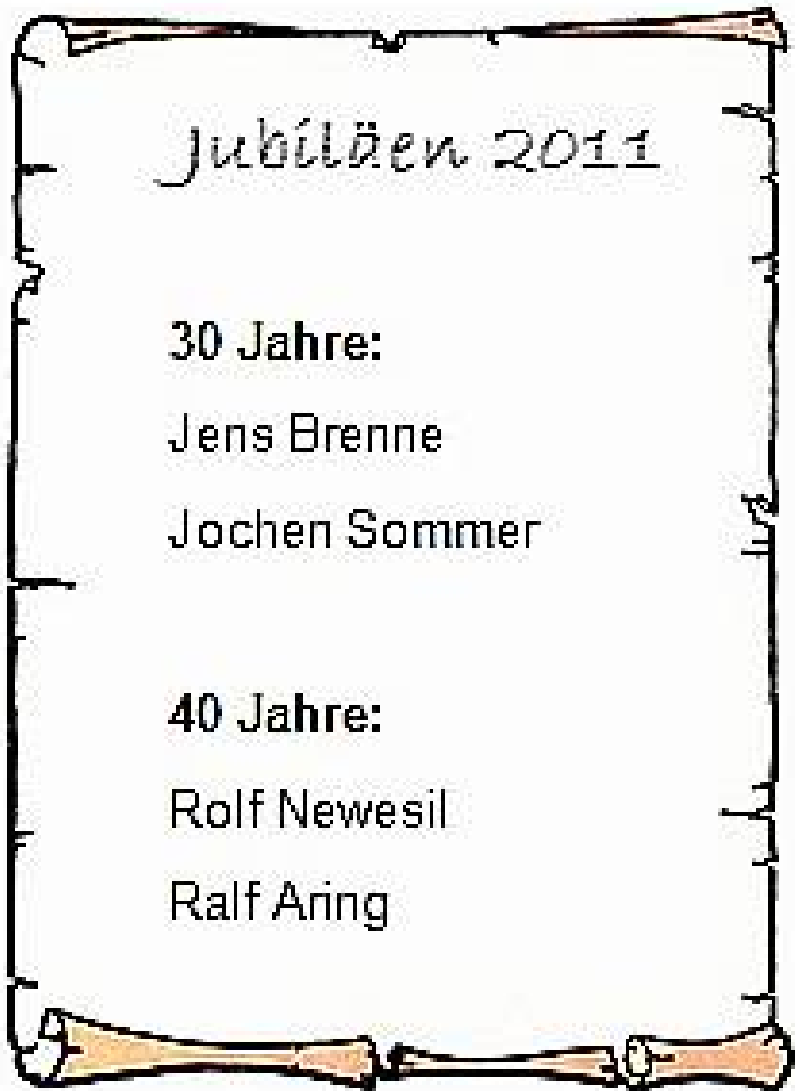 Jubiläen 2011
30 Jahre:
Jens Brenne
Jochen Sommer
40 Jahre:
Rolf Newesil
Ralf Aring